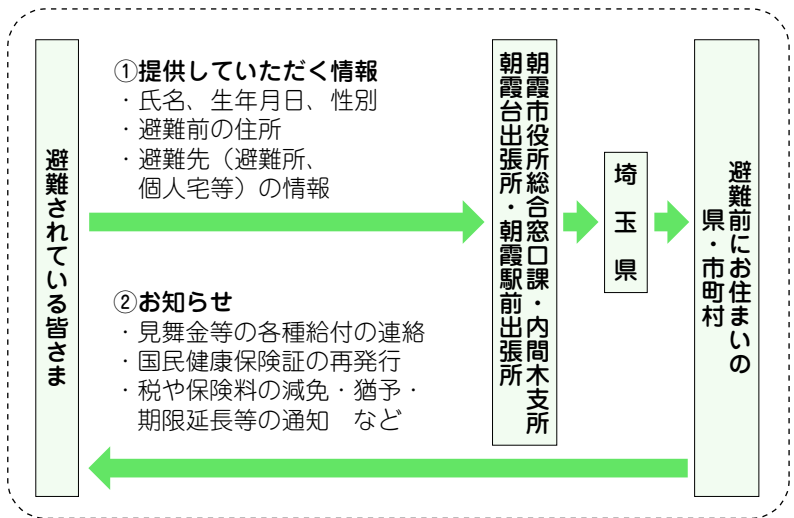 避難されている皆さま
①提供していただく情報
・氏名、生年月日、性別
・避難前の住所
・避難先（避難所、
個人宅等）の情報
②お知らせ
・見舞金等の各種給付の連絡
・国民健康保険証の再発行
・税や保険料の減免・猶予・
期限延長等の通知　など
朝霞市役所総合窓口課・内間木支所
朝霞台出張所・朝霞駅前出張所
埼玉県
避難前にお住まいの
県・市町村